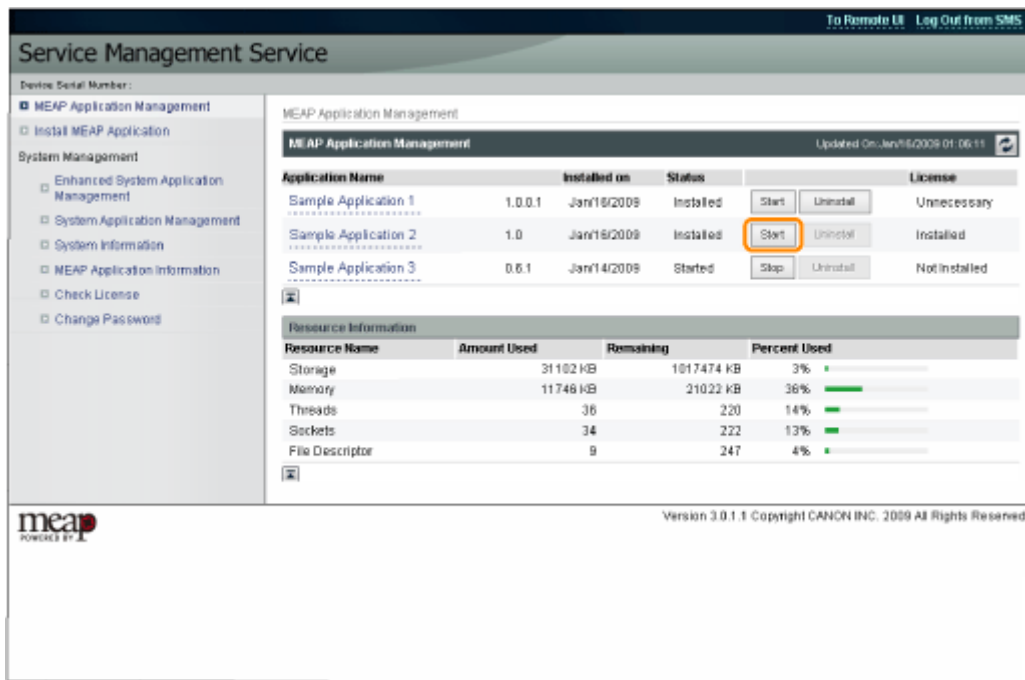 To Remote UI Log Out from SMS
Service Management Service
Device Serial Number:
MEAP Application Management
Install MEAP Application
System Management
Enhanced System Application
Management
System Application Management
System Information
MEAP Application Information
Check License
Change Password
MEAP Application Management
MEAP Application Management Updated On:Jan/16/2009 01:06:11
Application Name Installed on Status License
Sample Application 1 1.0.0.1 Jan/16/2009 Installed Start Uninstall Unnecessary
Sample Application 2 1.0 Jan/16/2009 Installed Start Uninstall Installed
Sample Application 3 0.6.1 Jan/14/2009 Started Stop Uninstall Not Installed
Resource Information
Resource Name Amount Used Remaining Percent Used
Storage 31102 KB 1017474 KB 3%
Memory 11746 KB 21022 KB 36%
Threads 36 220 14%
Sockets 34 222 13%
File Descriptor 9 247 4%
meap
POWERED BY
Version 3.0.1.1 Copyright CANON INC. 2009 All Rights Reserved